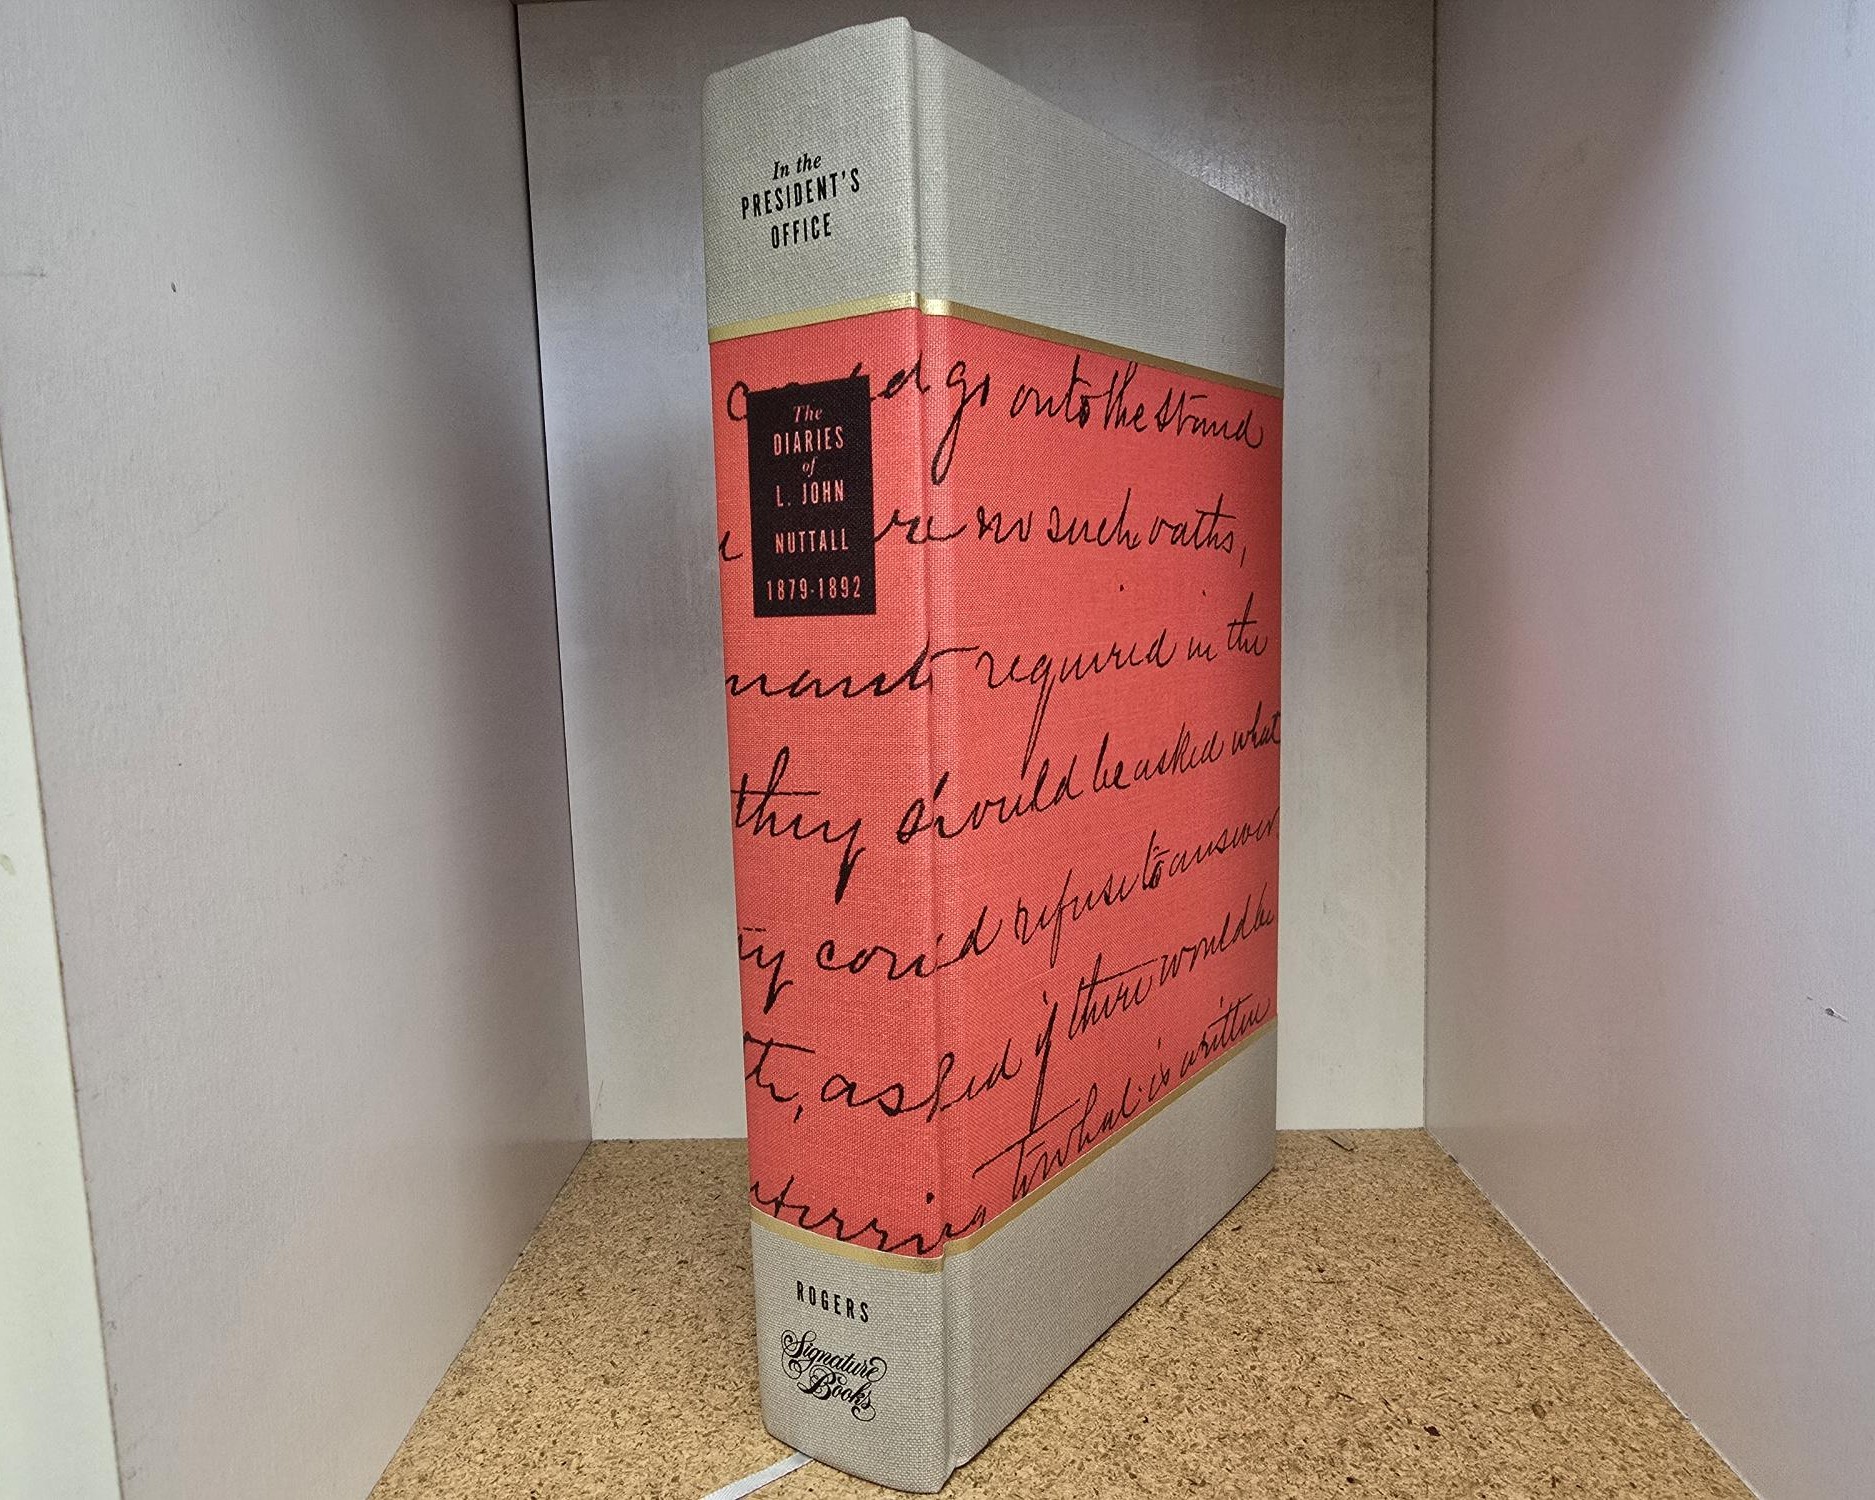 In the
PRESIDENT'S
OFFICE
The
DIARIES
of
L. JOHN
NUTTALL
1879-1892
go onto the stand
no such oaths,
required in the
they should be asked what
could refuse to answer
asked if there would be
to what is written
ROGERS
Signature
Books